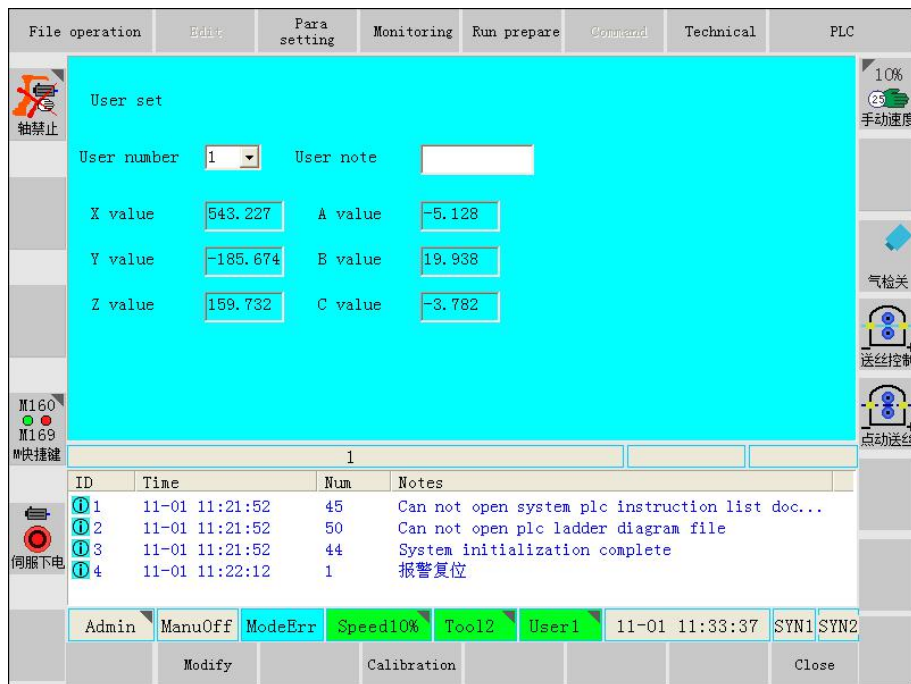 File operation Edit Para setting Monitoring Run prepare Command Technical PLC
轴禁止
10%
25
手动速度
User set
User number 1 User note
X value 543.227 A value -5.128
Y value -185.674 B value 19.938
Z value 159.732 C value -3.782
气检关
送丝控制
点动送丝
M160
M169
M快捷键
伺服下电
1
ID Time Num Notes
1 11-01 11:21:52 45 Can not open system plc instruction list doc...
2 11-01 11:21:52 50 Can not open plc ladder diagram file
3 11-01 11:21:52 44 System initialization complete
4 11-01 11:22:12 1 报警复位
Admin ManuOff ModeErr Speed10% Tool2 User1 11-01 11:33:37 SYN1 SYN2
Modify Calibration Close